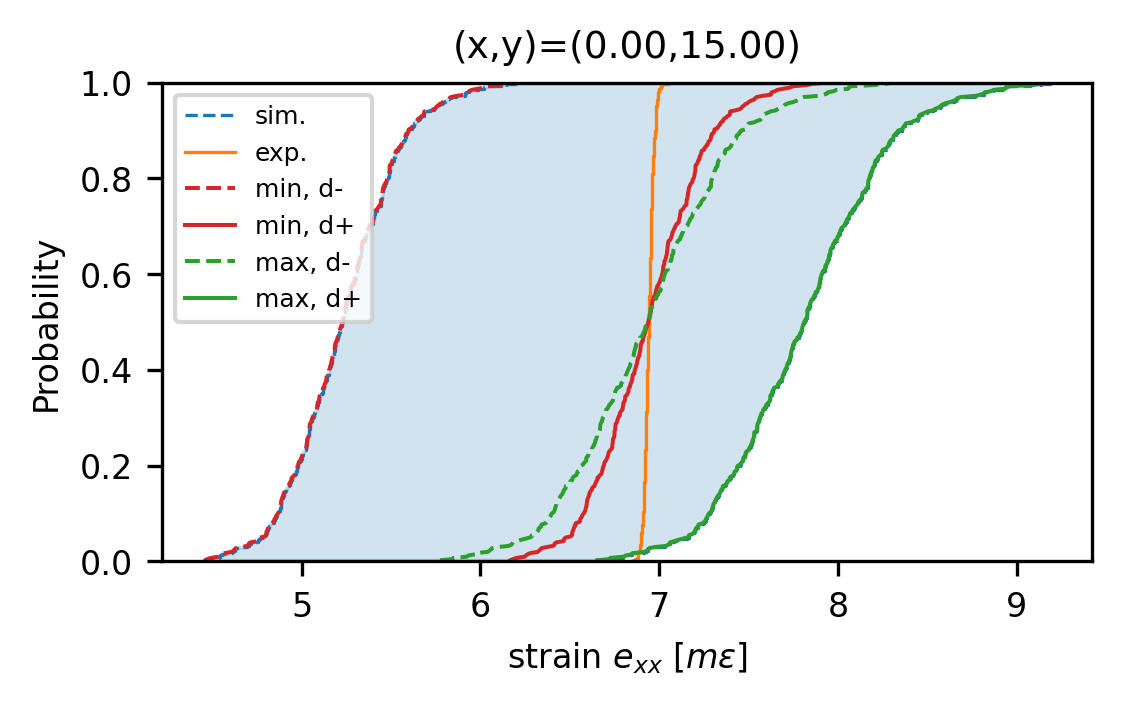 (x,y)=(0.00,15.00)
1.0
0.8
0.6
0.4
0.2
0.0
Probability
sim.
exp.
min, d-
min, d+
max, d-
max, d+
5 6 7 8 9
strain e_xx [mε]